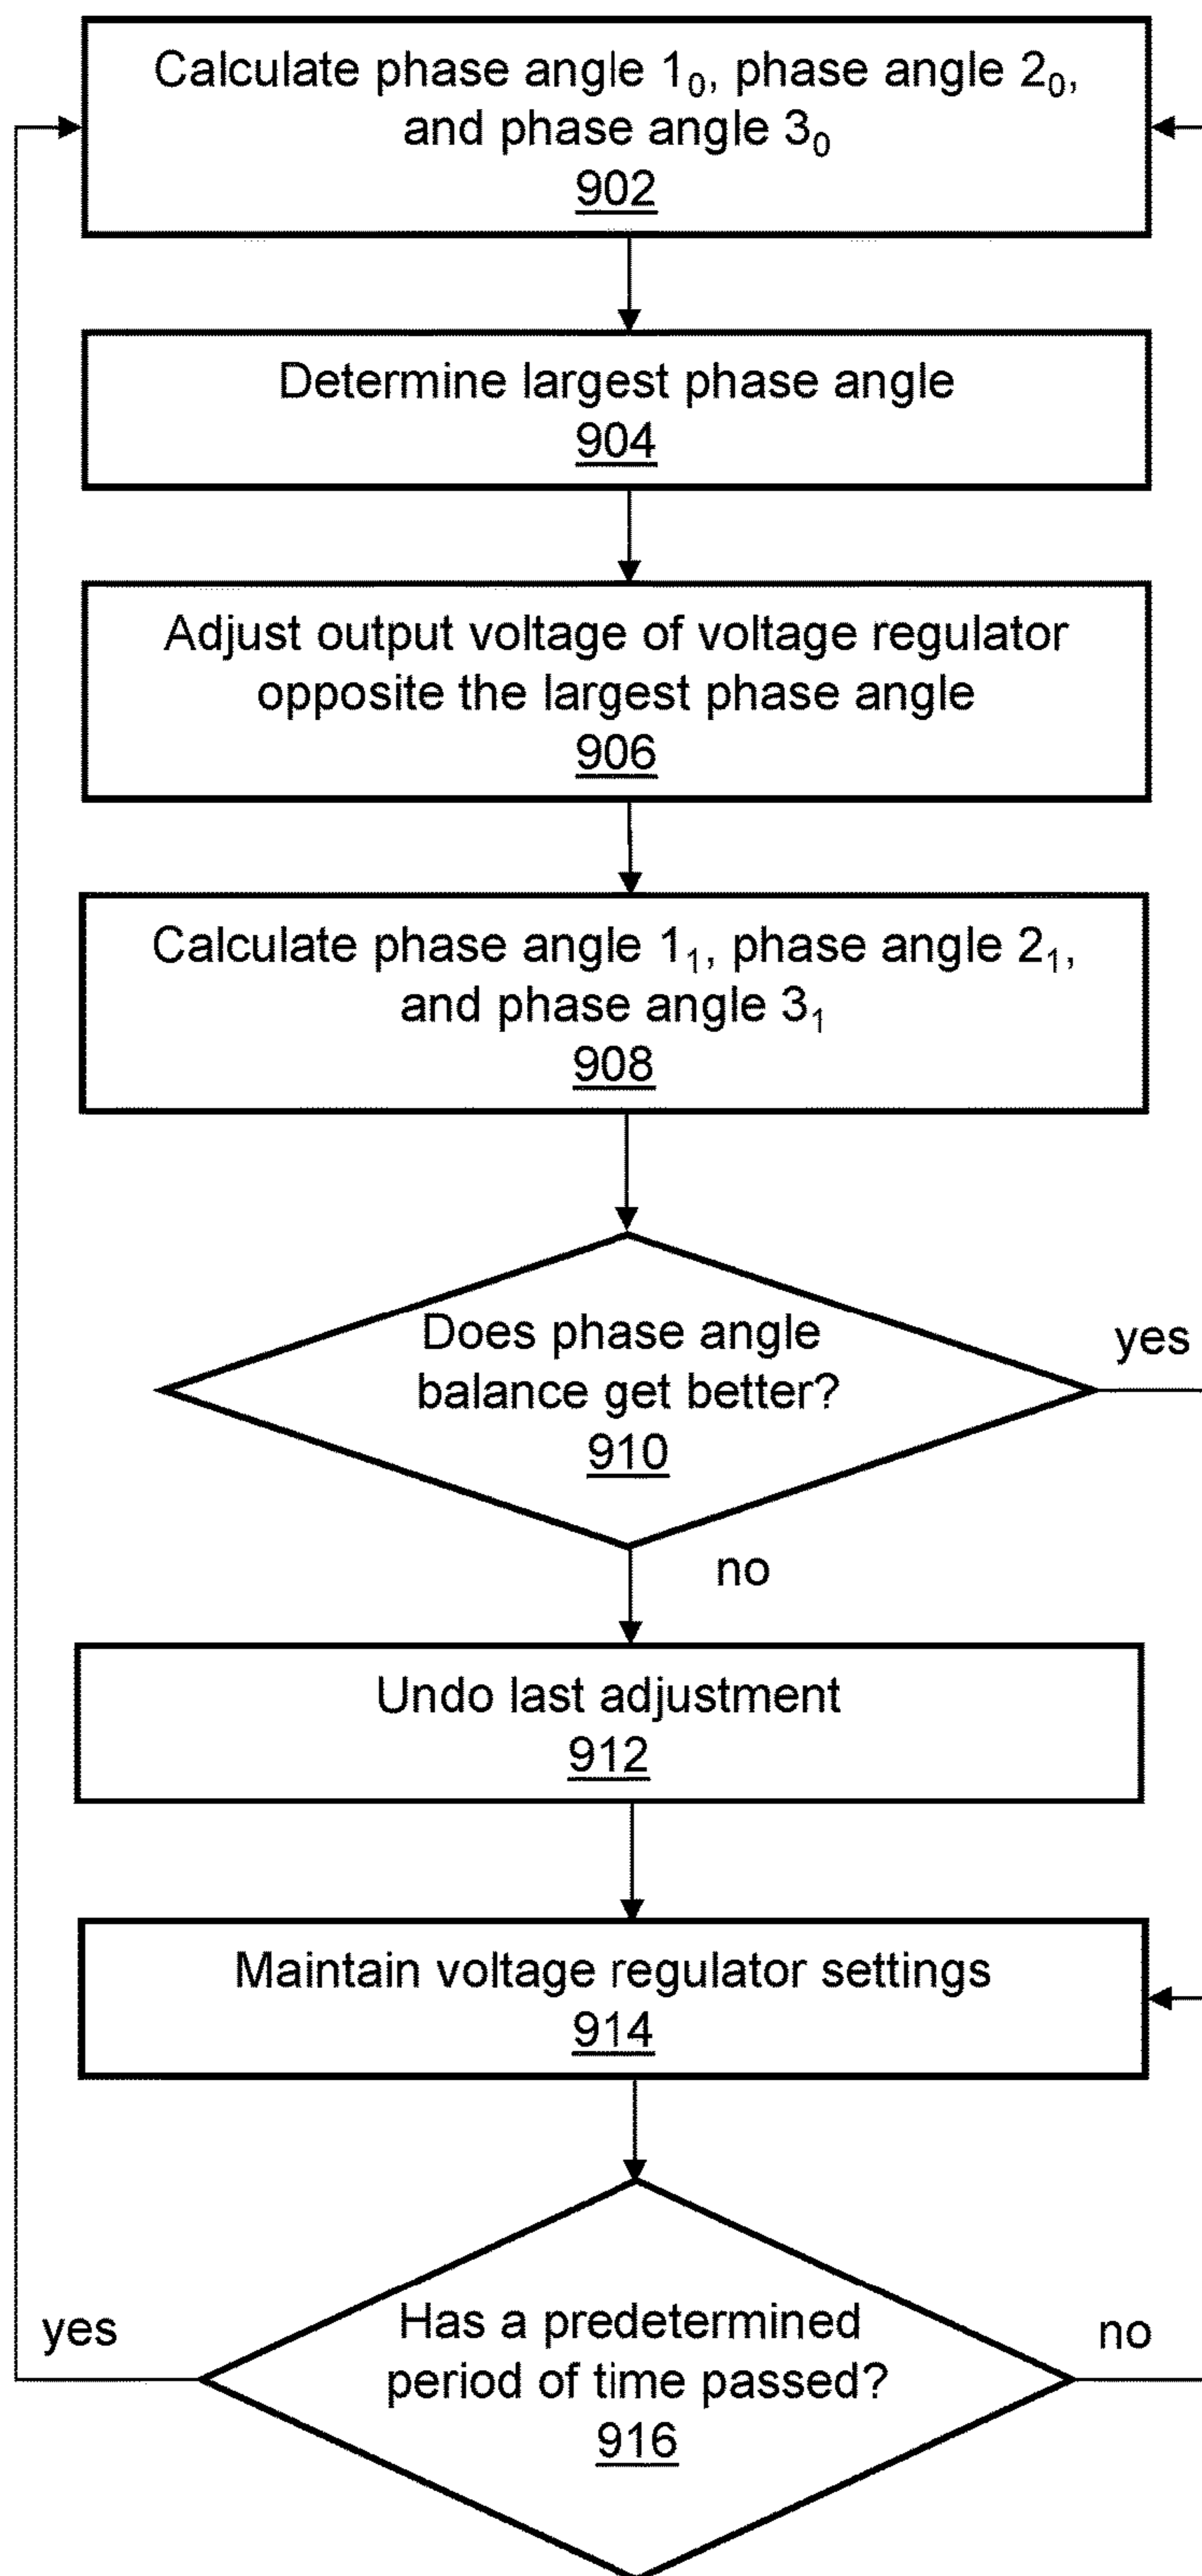 Calculate phase angle 1₀, phase angle 2₀,
and phase angle 3₀
902
Determine largest phase angle
904
Adjust output voltage of voltage regulator
opposite the largest phase angle
906
Calculate phase angle 1₁, phase angle 2₁,
and phase angle 3₁
908
Does phase angle
balance get better?
910
yes
no
Undo last adjustment
912
Maintain voltage regulator settings
914
Has a predetermined
period of time passed?
916
yes
no